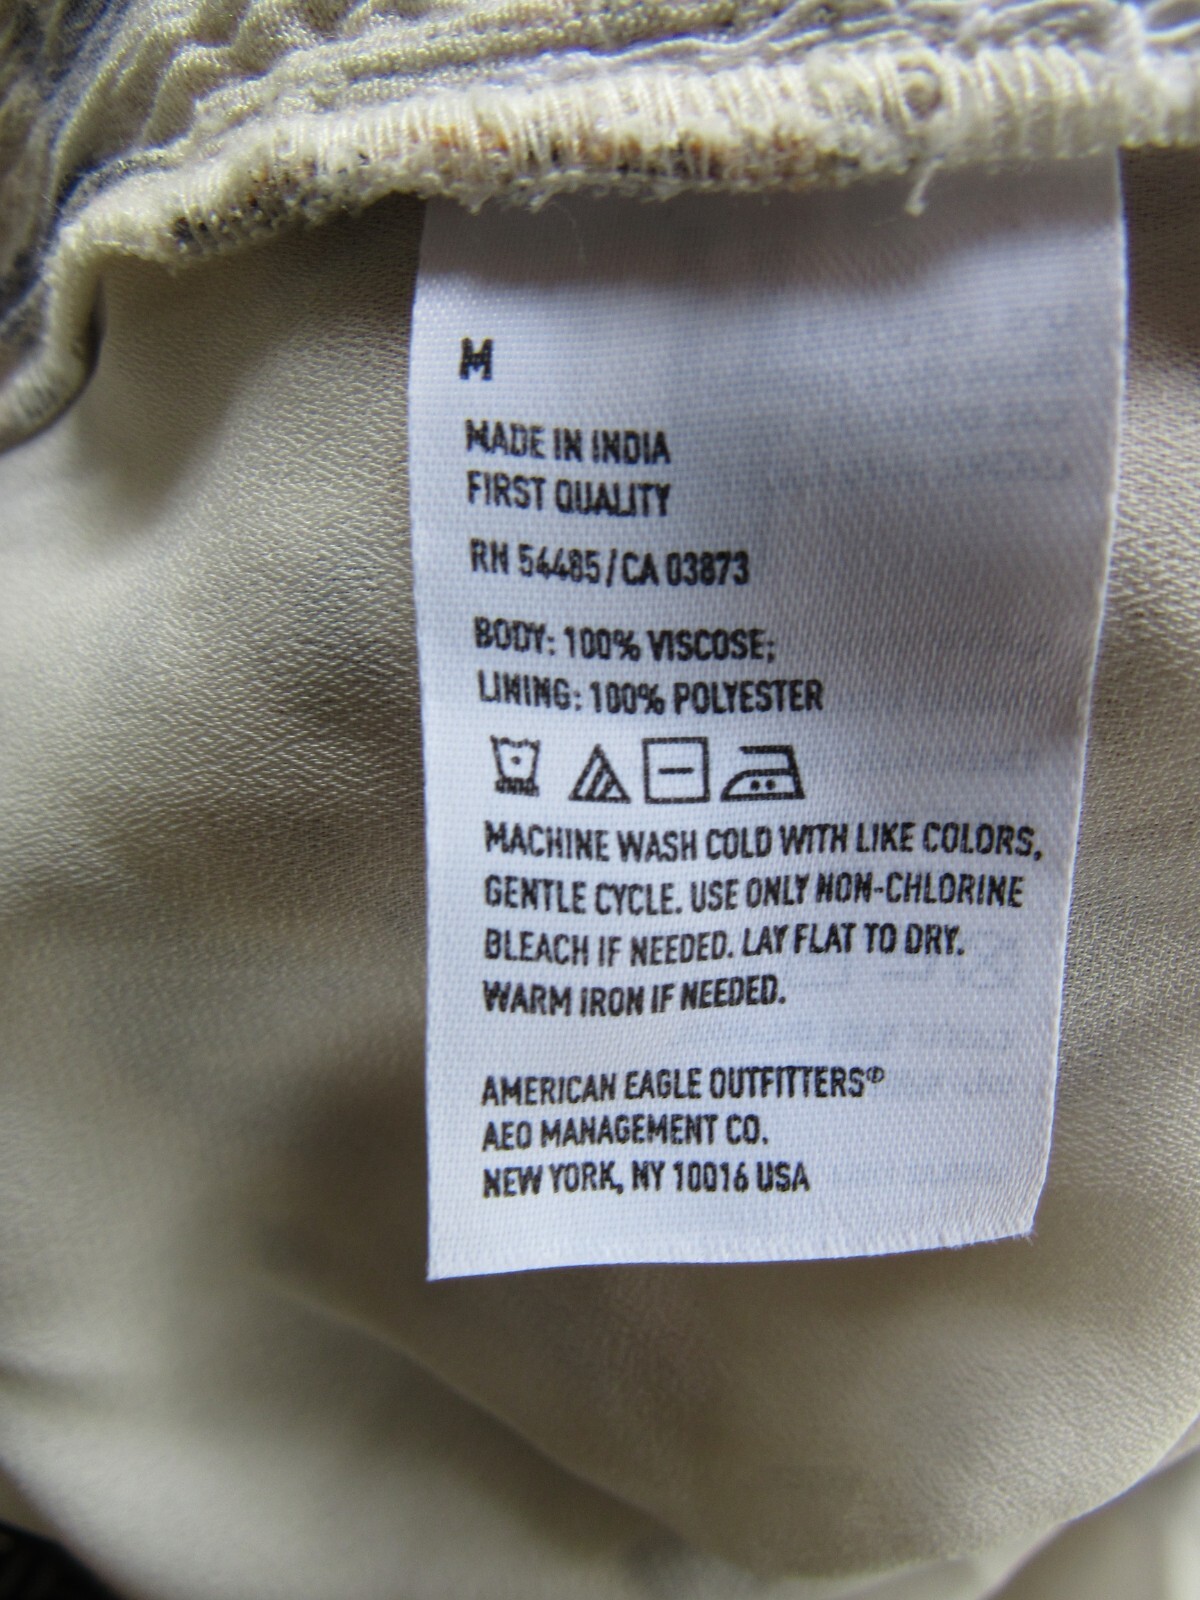 M
MADE IN INDIA
FIRST QUALITY
RN 54485/CA 03873
BODY: 100% VISCOSE;
LINING: 100% POLYESTER
MACHINE WASH COLD WITH LIKE COLORS,
GENTLE CYCLE. USE ONLY NON-CHLORINE
BLEACH IF NEEDED. LAY FLAT TO DRY.
WARM IRON IF NEEDED.
AMERICAN EAGLE OUTFITTERS®
AEO MANAGEMENT CO.
NEW YORK, NY 10016 USA